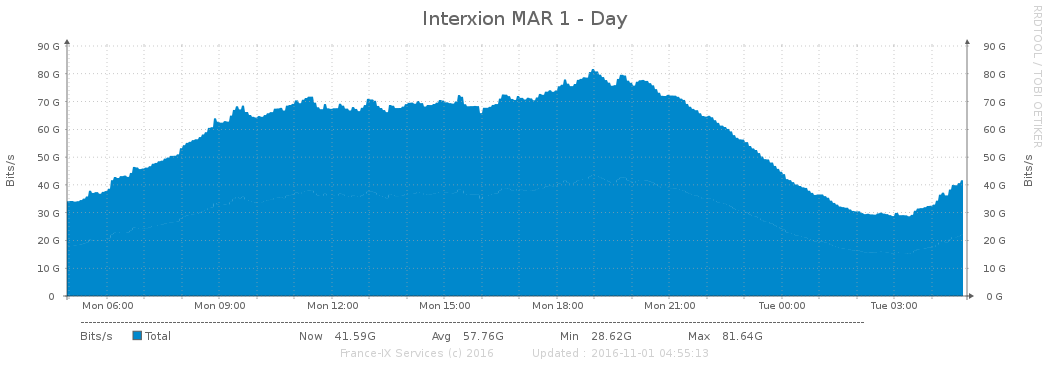 Interxion MAR 1 - Day
RRDTOOL / TOBI OETIKER
Bits/s
90 G
80 G
70 G
60 G
50 G
40 G
30 G
20 G
10 G
0
90 G
80 G
70 G
60 G
50 G
40 G
30 G
20 G
10 G
0 G
Bits/s
Mon 06:00 Mon 09:00 Mon 12:00 Mon 15:00 Mon 18:00 Mon 21:00 Tue 00:00 Tue 03:00
Bits/s Total Now 41.59G Avg 57.76G Min 28.62G Max 81.64G
France-IX Services (c) 2016 Updated : 2016-11-01 04:55:13